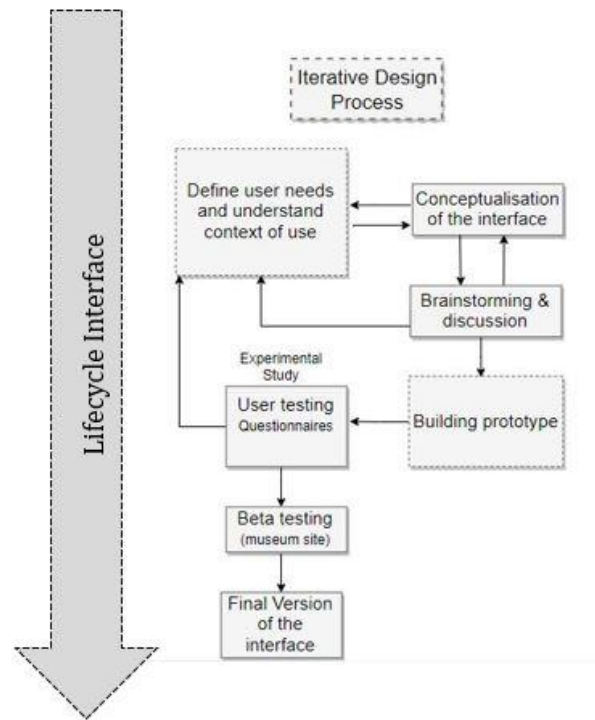 Iterative Design
Process
Define user needs
and understand
context of use
Conceptualisation
of the interface
Brainstorming &
discussion
Experimental
Study
User testing
Questionnaires
Building prototype
Beta testing
(museum site)
Final Version
of the
interface
Lifecycle Interface